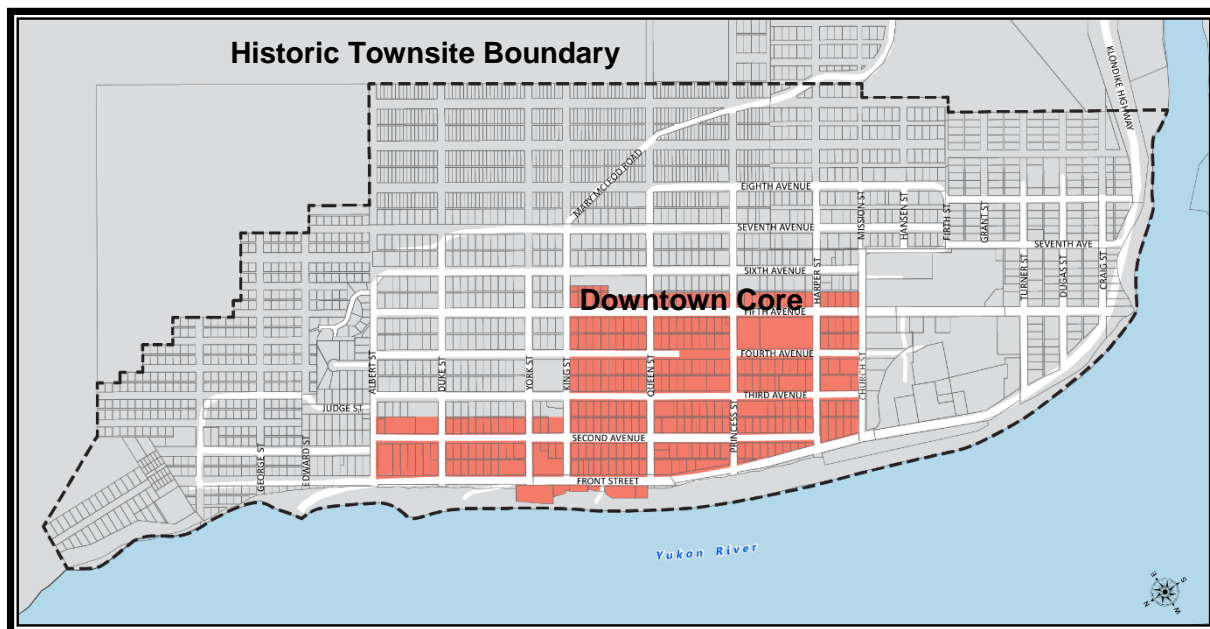 Historic Townsite Boundary
KLONDIKE HIGHWAY
MARY MCLEOD ROAD
EIGHTH AVENUE
MISSION ST
HANSEN ST
FIRTH ST
GRANT ST
SEVENTH AVENUE
SEVENTH AVE
SIXTH AVENUE
HARPER ST
TURNER ST
DUGAS ST
CRAIG ST
Downtown Core
FIFTH AVENUE
FOURTH AVENUE
ALBERT ST
DUKE ST
YORK ST
KING ST
QUEEN ST
CHURCH ST
THIRD AVENUE
JUDGE ST
PRINCESS ST
SECOND AVENUE
GEORGE ST
EDWARD ST
FRONT STREET
Yukon River
E
S
N
W